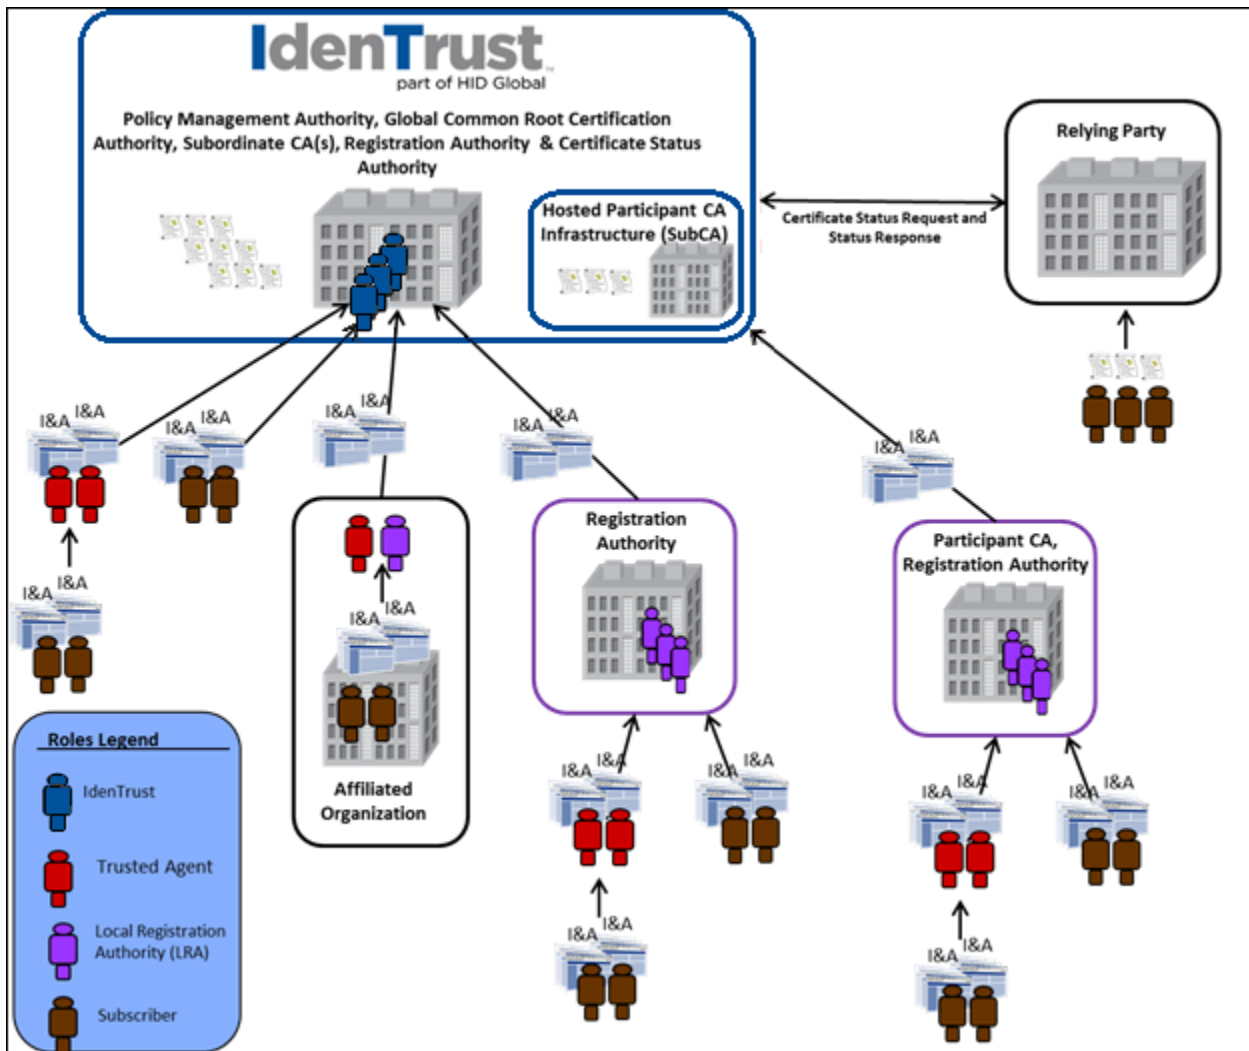 IdenTrust
part of HID Global
Policy Management Authority, Global Common Root Certification
Authority, Subordinate CA(s), Registration Authority & Certificate Status
Authority
Hosted Participant CA
Infrastructure (SubCA)
Certificate Status Request and
Status Response
Relying Party
I&A
I&A
I&A
I&A
I&A
I&A
I&A
I&A
I&A
I&A
I&A
I&A
Registration
Authority
Participant CA,
Registration Authority
I&A
I&A
Affiliated
Organization
I&A
I&A
I&A
I&A
I&A
I&A
I&A
I&A
I&A
I&A
I&A
I&A
Roles Legend
IdenTrust
Trusted Agent
Local Registration
Authority (LRA)
Subscriber